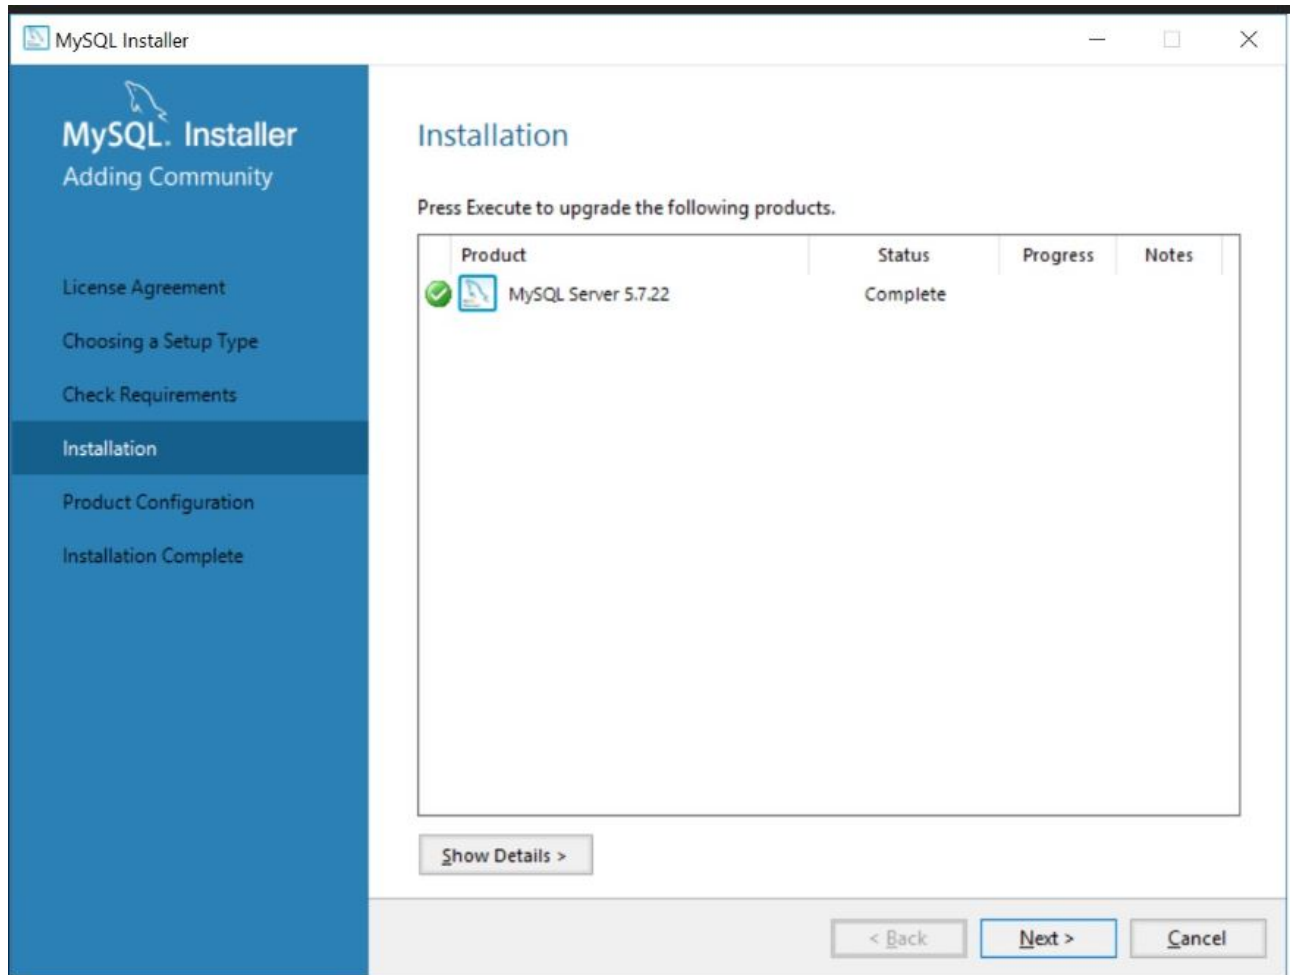 MySQL Installer
MySQL. Installer
Adding Community
License Agreement
Choosing a Setup Type
Check Requirements
Installation
Product Configuration
Installation Complete
Installation
Press Execute to upgrade the following products.
Product Status Progress Notes
MySQL Server 5.7.22 Complete
Show Details >
< Back Next > Cancel